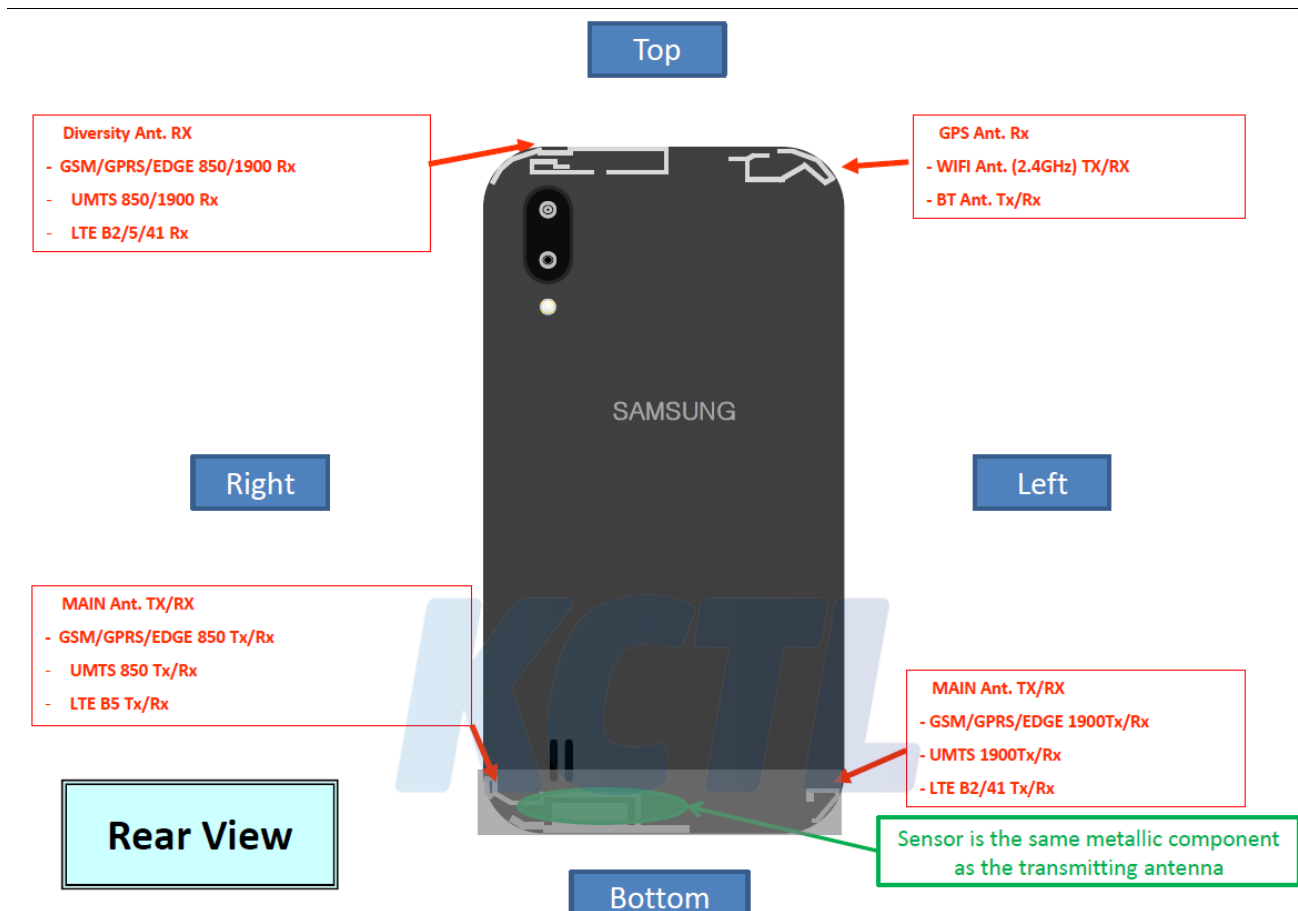 Top
Diversity Ant. RX
- GSM/GPRS/EDGE 850/1900 Rx
- UMTS 850/1900 Rx
- LTE B2/5/41 Rx
GPS Ant. Rx
- WIFI Ant. (2.4GHz) TX/RX
- BT Ant. Tx/Rx
SAMSUNG
Right
Left
MAIN Ant. TX/RX
- GSM/GPRS/EDGE 850 Tx/Rx
- UMTS 850 Tx/Rx
- LTE B5 Tx/Rx
KCTL
MAIN Ant. TX/RX
- GSM/GPRS/EDGE 1900Tx/Rx
- UMTS 1900Tx/Rx
- LTE B2/41 Tx/Rx
Rear View
Sensor is the same metallic component
as the transmitting antenna
Bottom